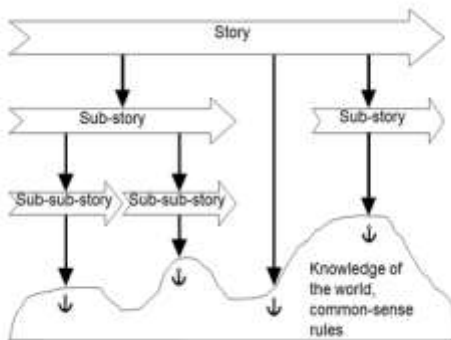 Story
Sub-story
Sub-story
Sub-sub-story
Sub-sub-story
Knowledge of
the world,
common-sense
rules